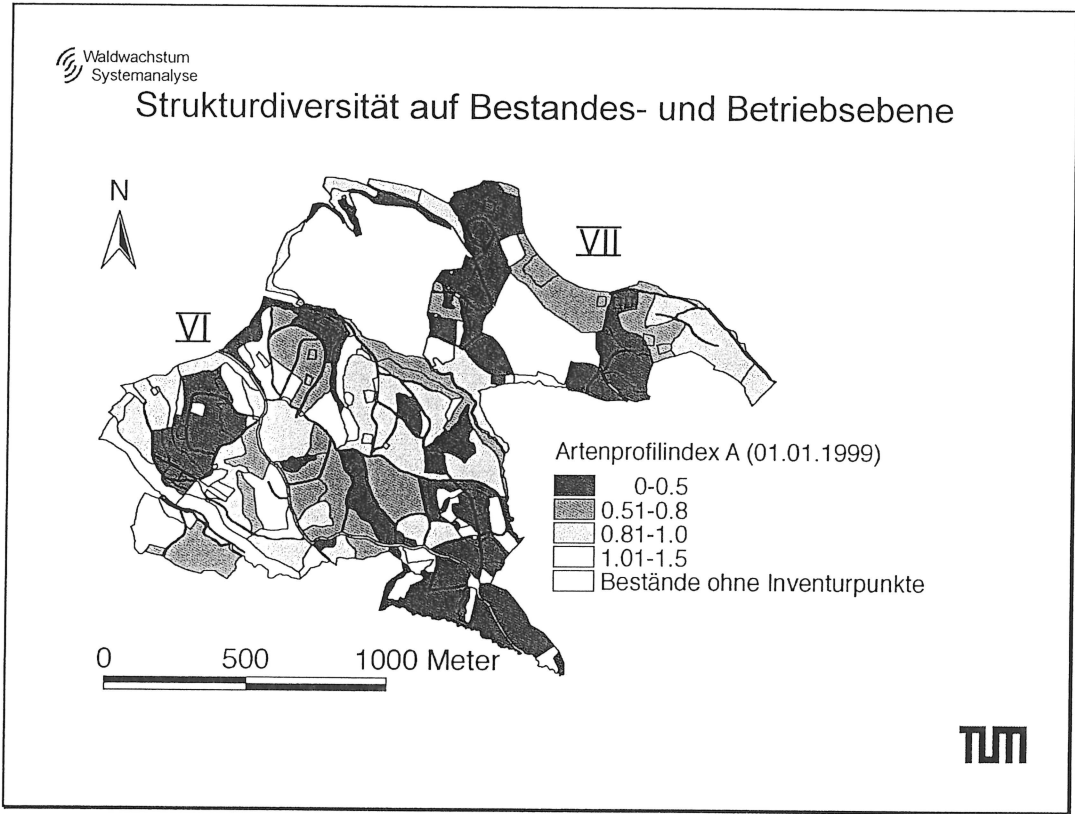 Waldwachstum
Systemanalyse
Strukturdiversität auf Bestandes- und Betriebsebene
N
VII
VI
Artenprofilindex A (01.01.1999)
0-0.5
0.51-0.8
0.81-1.0
1.01-1.5
Bestände ohne Inventurpunkte
0 500 1000 Meter
TUM